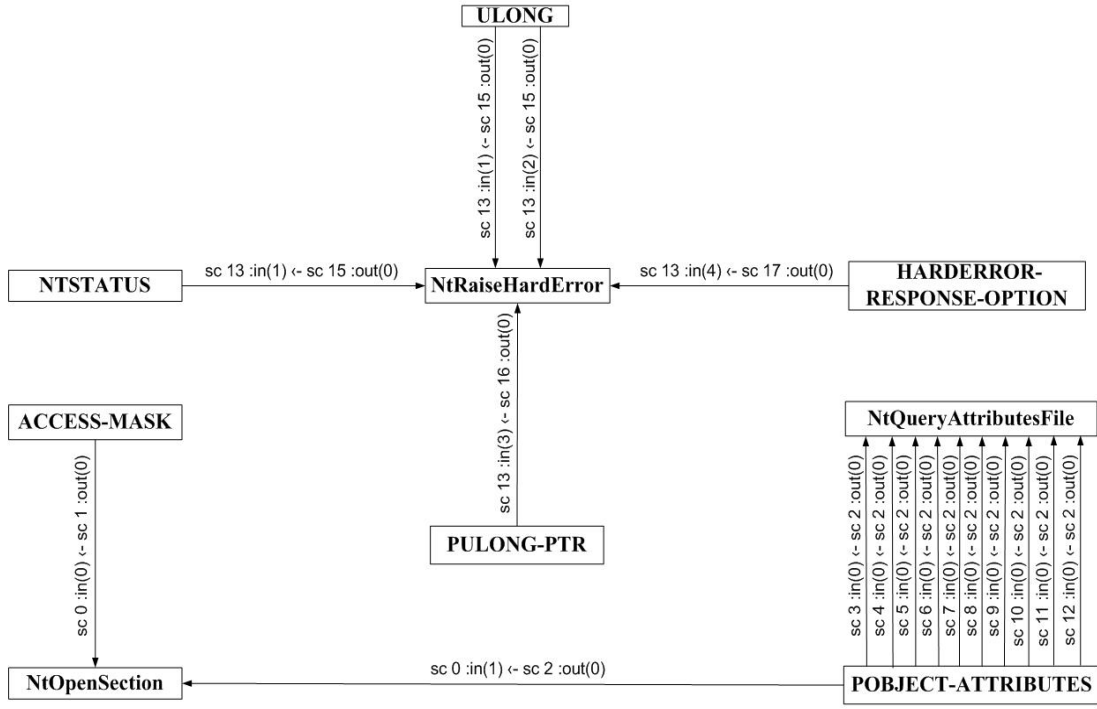 ULONG
sc 13 :in(1) ‹- sc 15 :out(0)
sc 13 :in(2) ‹- sc 15 :out(0)
NTSTATUS
sc 13 :in(1) ‹- sc 15 :out(0)
NtRaiseHardError
sc 13 :in(4) ‹- sc 17 :out(0)
HARDERROR-
RESPONSE-OPTION
sc 13 :in(3) ‹- sc 16 :out(0)
ACCESS-MASK
NtQueryAttributesFile
sc 0 :in(0) ‹- sc 1 :out(0)
PULONG-PTR
sc 3 :in(0) ‹- sc 2 :out(0)
sc 4 :in(0) ‹- sc 2 :out(0)
sc 5 :in(0) ‹- sc 2 :out(0)
sc 6 :in(0) ‹- sc 2 :out(0)
sc 7 :in(0) ‹- sc 2 :out(0)
sc 8 :in(0) ‹- sc 2 :out(0)
sc 9 :in(0) ‹- sc 2 :out(0)
sc 10 :in(0) ‹- sc 2 :out(0)
sc 11 :in(0) ‹- sc 2 :out(0)
sc 12 :in(0) ‹- sc 2 :out(0)
NtOpenSection
sc 0 :in(1) ‹- sc 2 :out(0)
POBJECT-ATTRIBUTES